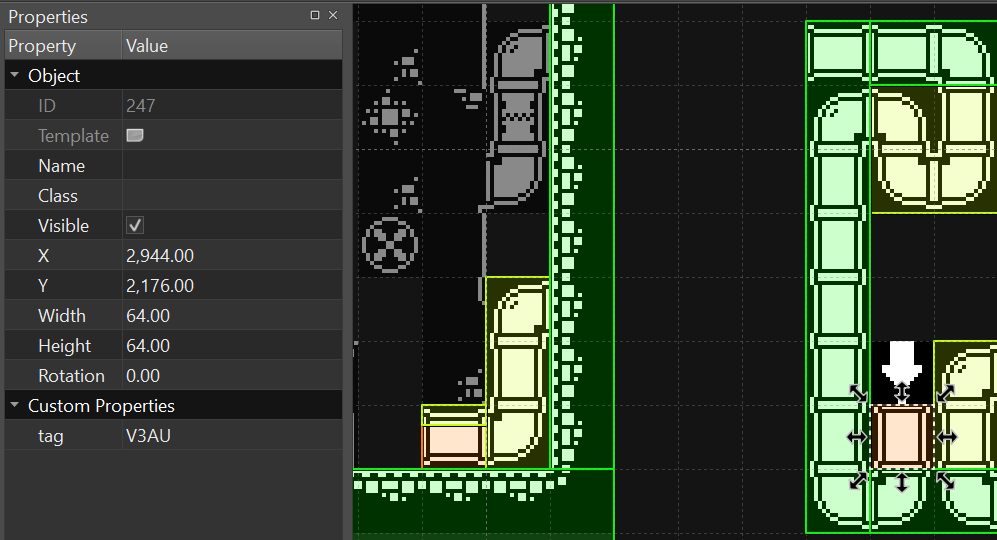 Properties
Property Value
Object
ID 247
Template
Name
Class
Visible
X 2,944.00
Y 2,176.00
Width 64.00
Height 64.00
Rotation 0.00
Custom Properties
tag V3AU